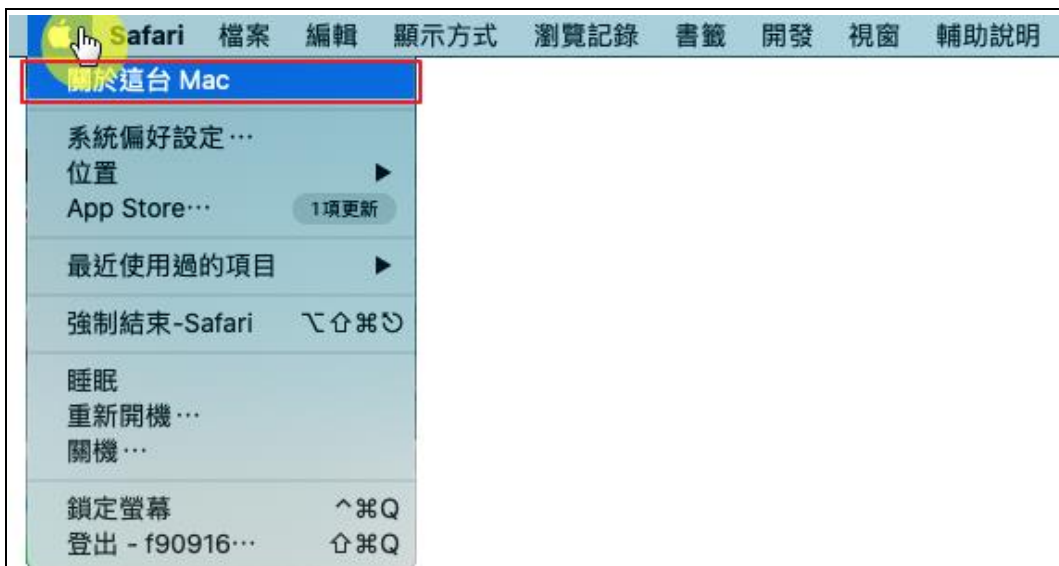 Safari 檔案 編輯 顯示方式 瀏覽記錄 書籤 開發 視窗 輔助說明
關於這台 Mac
系統偏好設定⋯
位置 ▶
App Store⋯ 1項更新
最近使用過的項目 ▶
強制結束-Safari ⌥⇧⌘⎋
睡眠
重新開機⋯
關機⋯
鎖定螢幕 ^⌘Q
登出 - f90916⋯ ⇧⌘Q